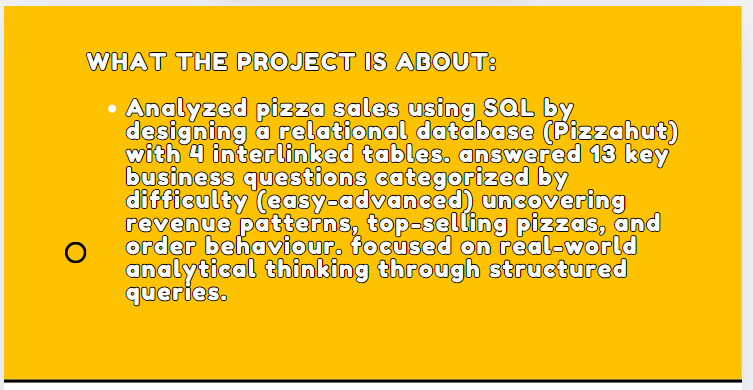 WHAT THE PROJECT IS ABOUT:
• Analyzed pizza sales using SQL by
designing a relational database (Pizzahut)
with 4 interlinked tables. answered 13 key
business questions categorized by
difficulty (easy-advanced) uncovering
revenue patterns, top-selling pizzas, and
order behaviour. focused on real-world
analytical thinking through structured
queries.